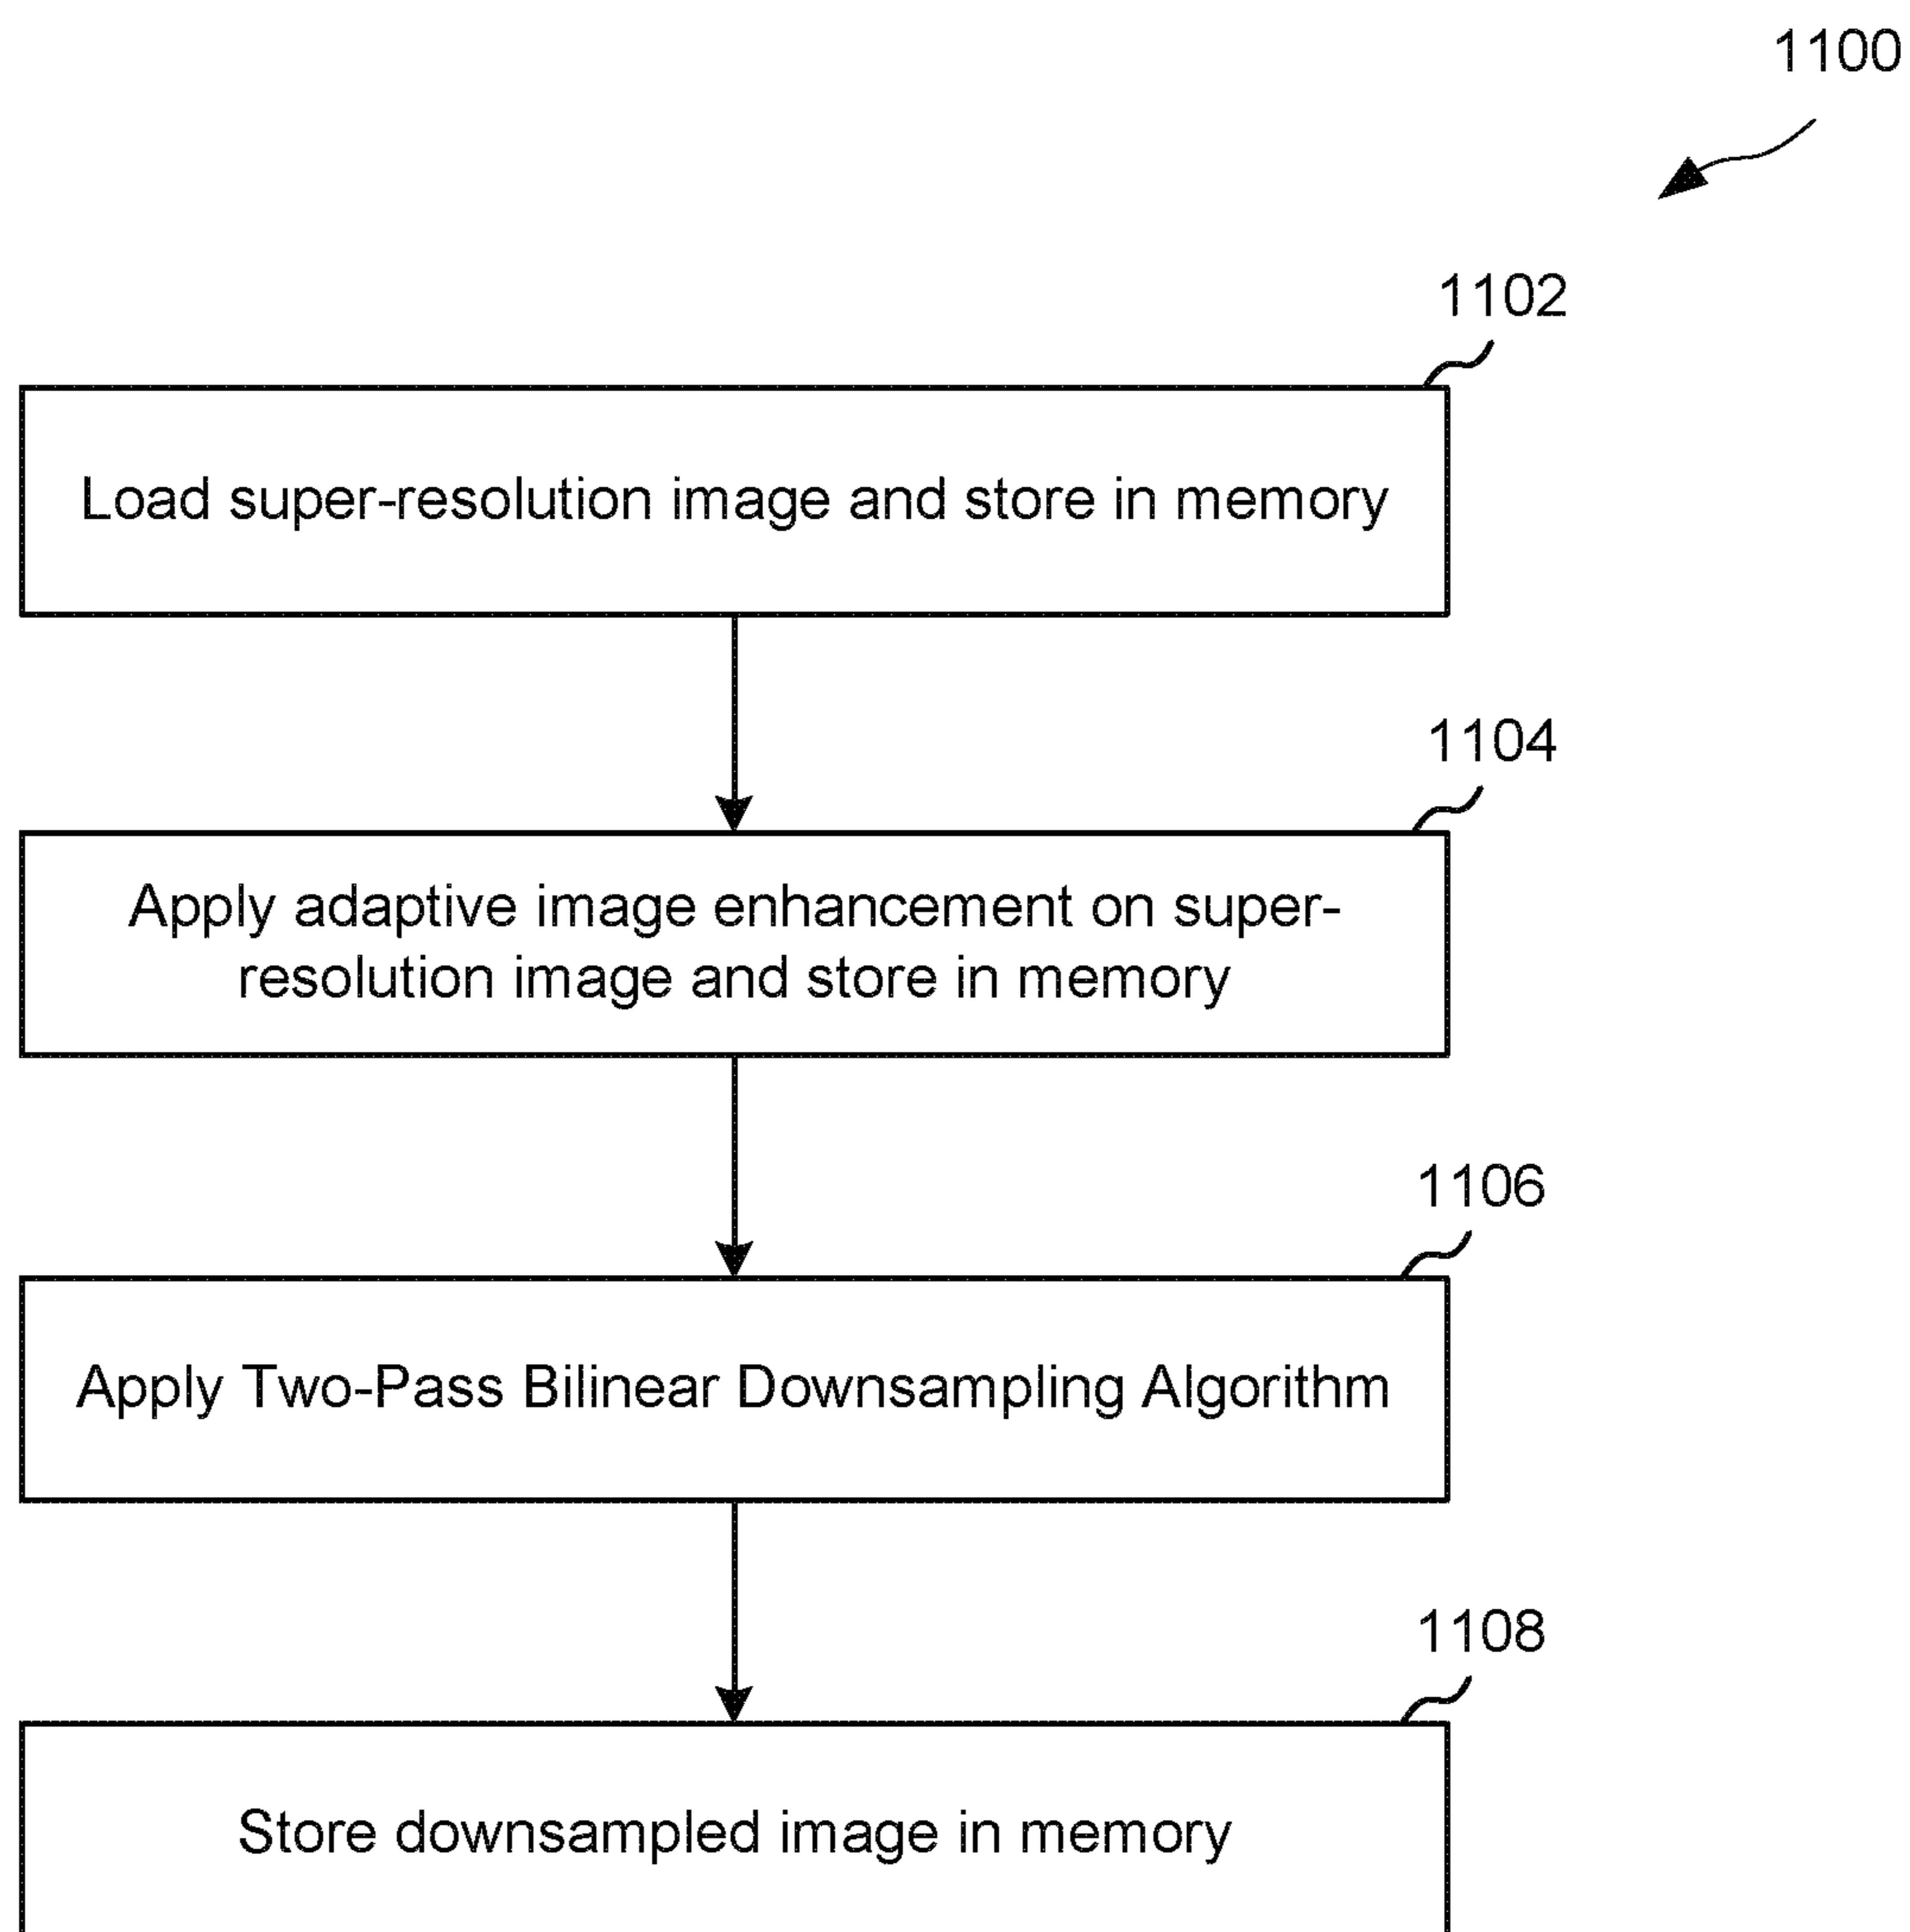 1100
1102
Load super-resolution image and store in memory
1104
Apply adaptive image enhancement on super-
resolution image and store in memory
1106
Apply Two-Pass Bilinear Downsampling Algorithm
1108
Store downsampled image in memory